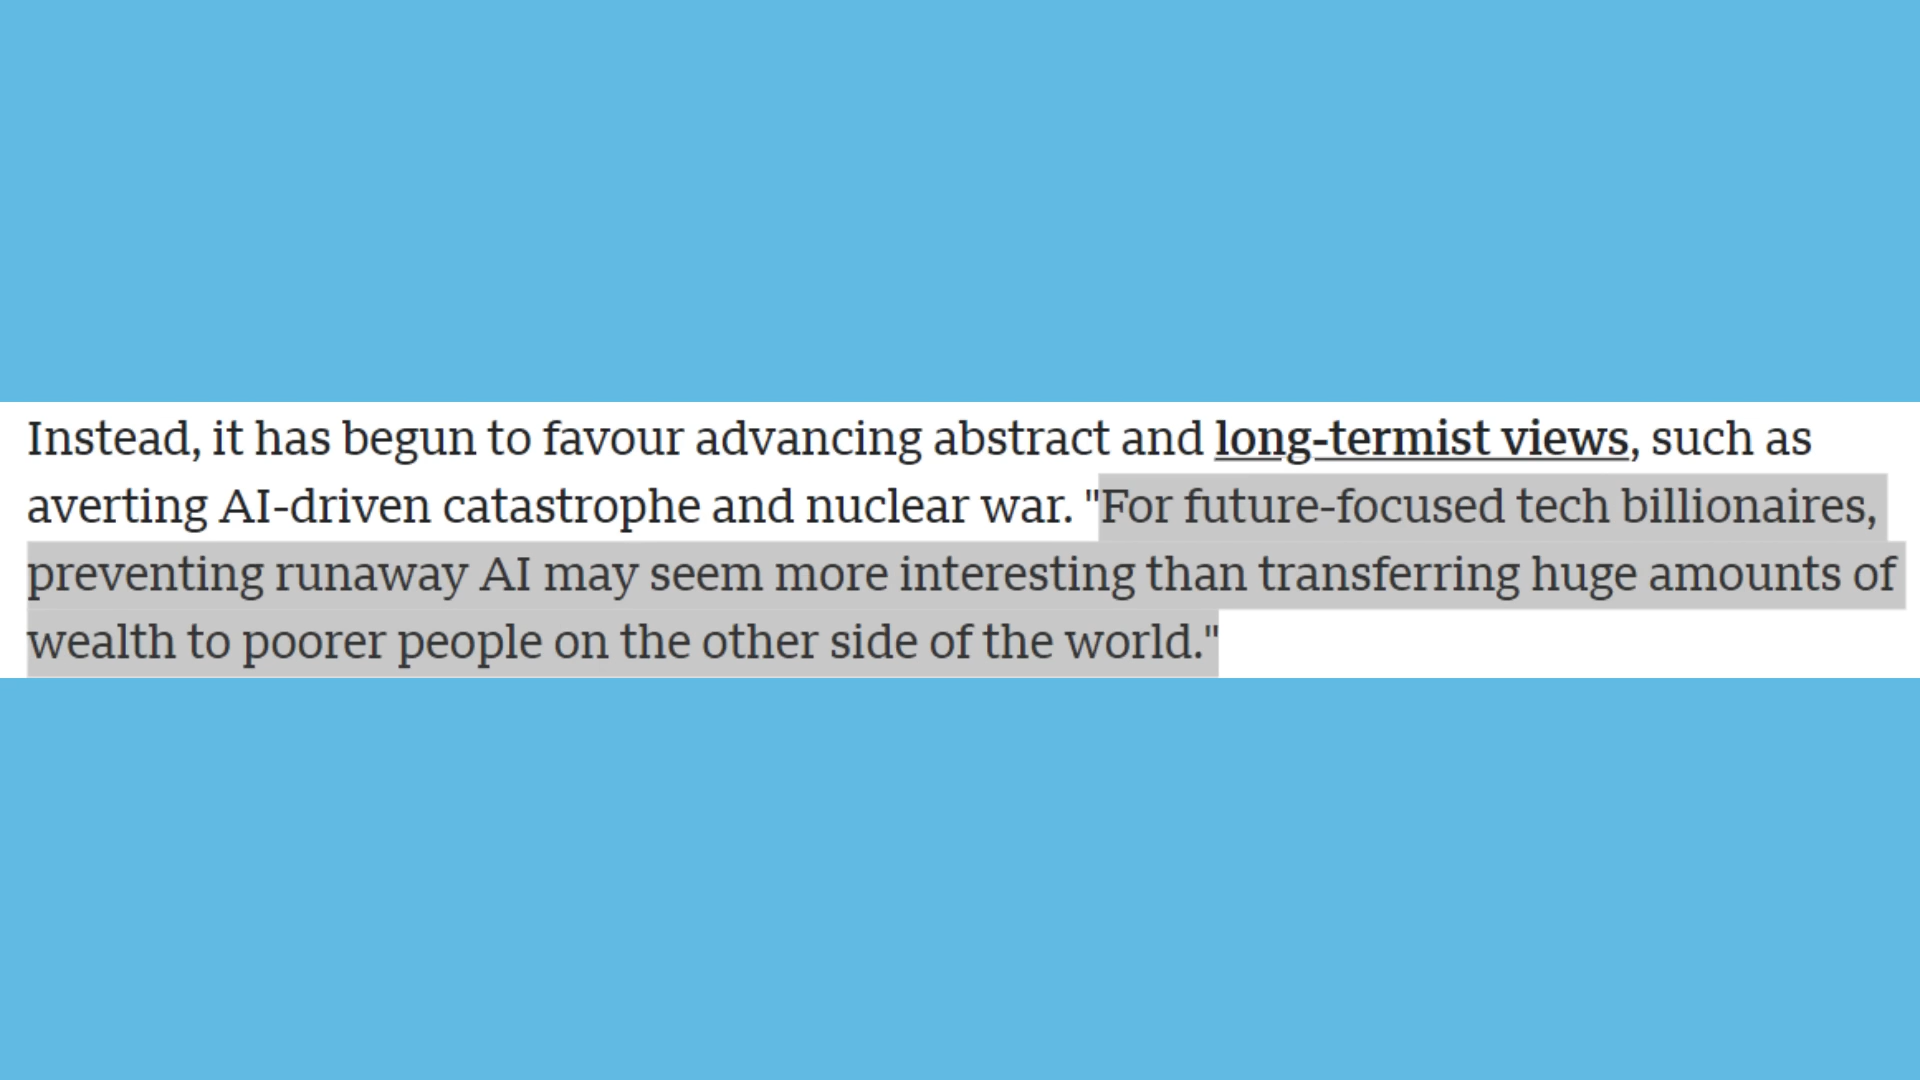 Instead, it has begun to favour advancing abstract and long-termist views, such as
averting AI-driven catastrophe and nuclear war. "For future-focused tech billionaires,
preventing runaway AI may seem more interesting than transferring huge amounts of
wealth to poorer people on the other side of the world."